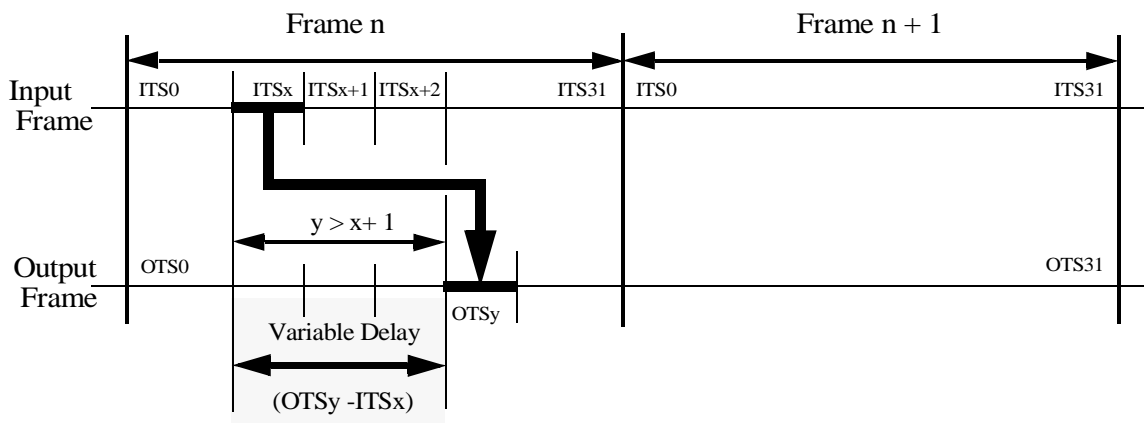 Frame n
Frame n + 1
Input
Frame
ITS0
ITSx
ITSx+1
ITSx+2
ITS31
ITS0
ITS31
y > x+ 1
Output
Frame
OTS0
OTSy
OTS31
Variable Delay
(OTSy -ITSx)